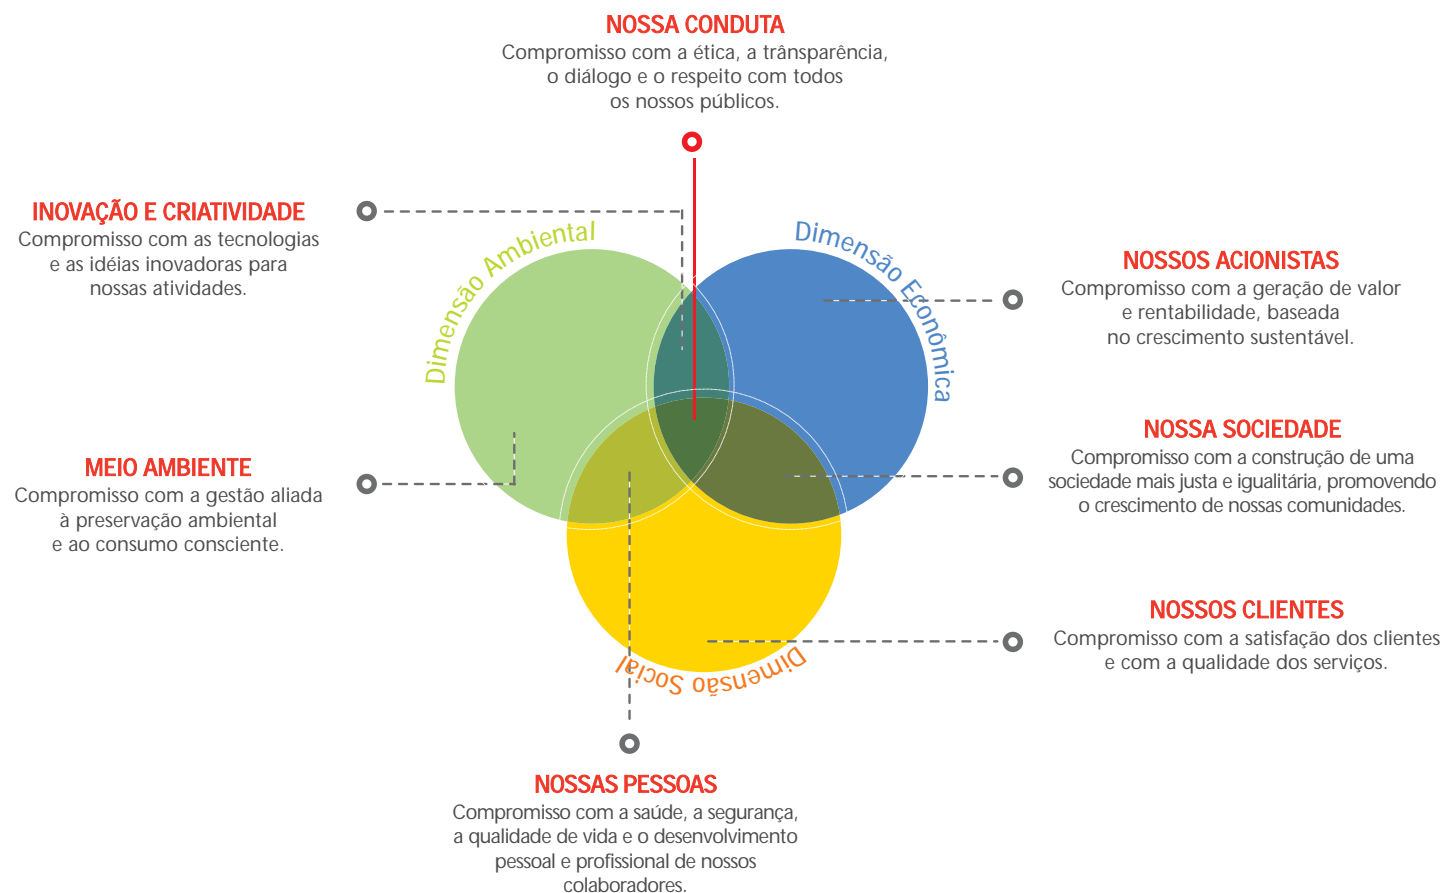 NOSSA CONDUTA
Compromisso com a ética, a trânsparência,
o diálogo e o respeito com todos
os nossos públicos.
INOVAÇÃO E CRIATIVIDADE
Compromisso com as tecnologias
e as idéias inovadoras para
nossas atividades.
Dimensão Ambiental
Dimensão Econômica
NOSSOS ACIONISTAS
Compromisso com a geração de valor
e rentabilidade, baseada
no crescimento sustentável.
MEIO AMBIENTE
Compromisso com a gestão aliada
à preservação ambiental
e ao consumo consciente.
NOSSA SOCIEDADE
Compromisso com a construção de uma
sociedade mais justa e igualitária, promovendo
o crescimento de nossas comunidades.
NOSSOS CLIENTES
Compromisso com a satisfação dos clientes
e com a qualidade dos serviços.
Dimensão Social
NOSSAS PESSOAS
Compromisso com a saúde, a segurança,
a qualidade de vida e o desenvolvimento
pessoal e profissional de nossos
colaboradores.